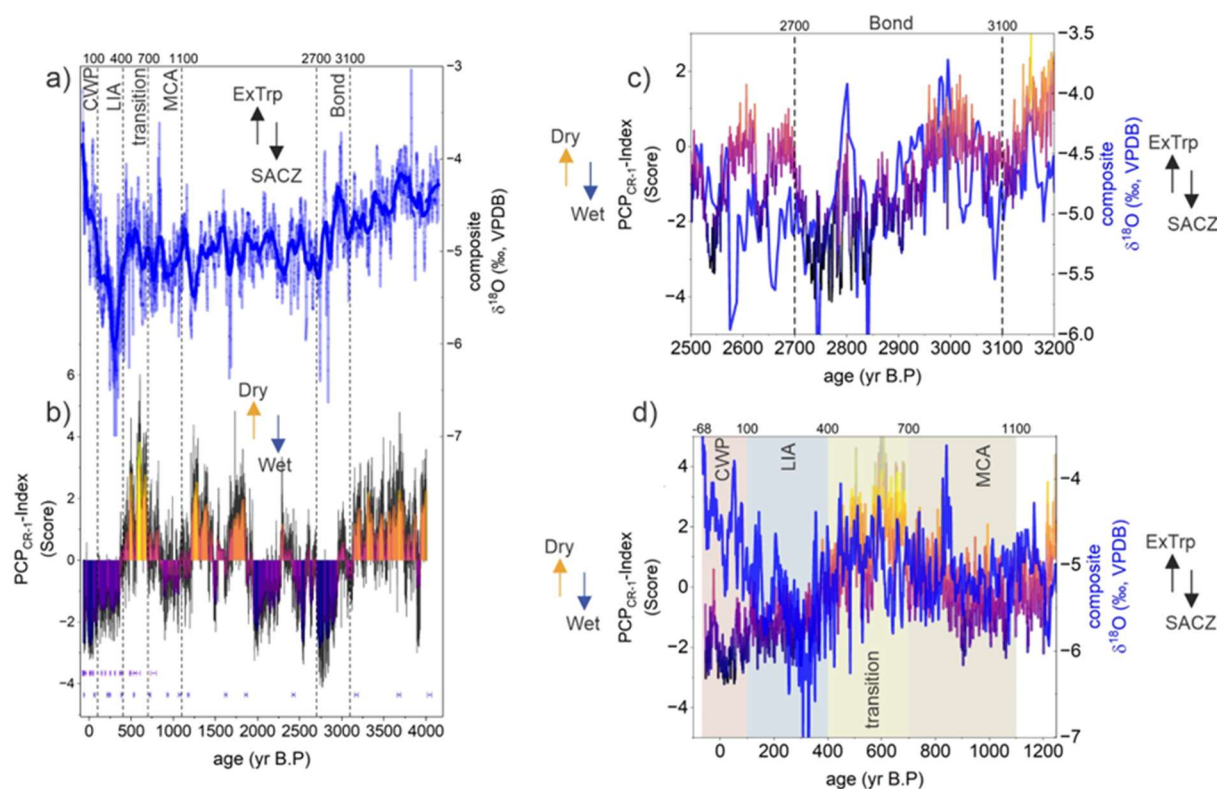 100 400 700 1100 2700 3100
a)
CWP
LIA
transition
MCA
Bond
ExTrp
SACZ
−3
−4
−5
−6
−7
composite
δ18O (‰, VPDB)
b)
Dry
Wet
6
4
2
0
−2
−4
PCPCR-1-Index
(Score)
0 500 1000 1500 2000 2500 3000 3500 4000
age (yr B.P)
c)
2700 Bond 3100
Dry
Wet
PCPCR-1-Index
(Score)
2
0
−2
−4
−3.5
−4.0
−4.5
−5.0
−5.5
−6.0
composite
δ18O (‰, VPDB)
ExTrp
SACZ
2500 2600 2700 2800 2900 3000 3100 3200
age (yr B.P)
d)
-68 100 400 700 1100
CWP
LIA
transition
MCA
Dry
Wet
PCPCR-1-Index
(Score)
4
2
0
−2
−4
−4
−5
−6
−7
composite
δ18O (‰, VPDB)
ExTrp
SACZ
0 200 400 600 800 1000 1200
age (yr B.P)